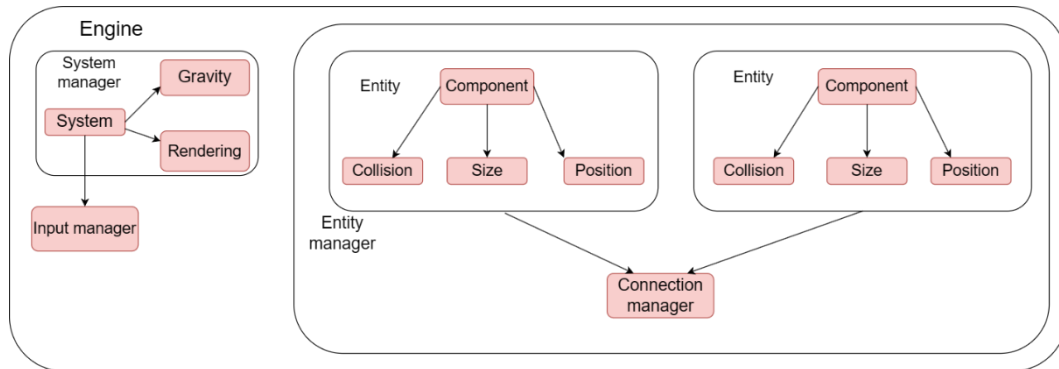 Engine
System
manager
Gravity
System
Rendering
Input manager
Entity
Component
Collision
Size
Position
Entity
Component
Collision
Size
Position
Entity
manager
Connection
manager